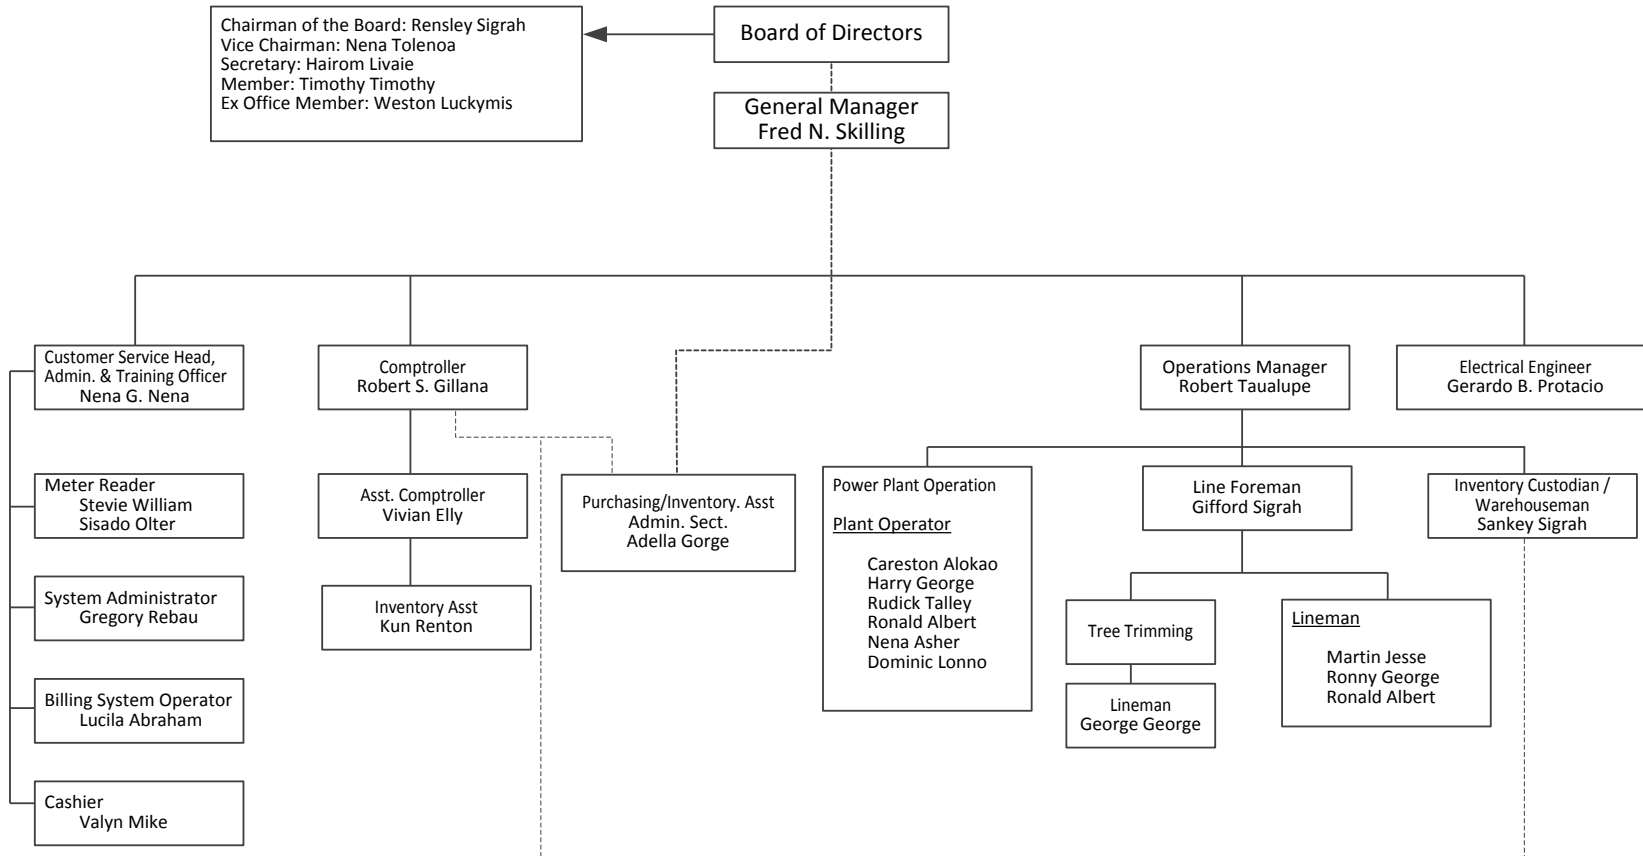 Chairman of the Board: Rensley Sigrah
Vice Chairman: Nena Tolenoa
Secretary: Hairom Livaie
Member: Timothy Timothy
Ex Office Member: Weston Luckymis
Board of Directors
General Manager
Fred N. Skilling
Customer Service Head,
Admin. & Training Officer
Nena G. Nena
Comptroller
Robert S. Gillana
Operations Manager
Robert Taualupe
Electrical Engineer
Gerardo B. Protacio
Meter Reader
Stevie William
Sisado Olter
Asst. Comptroller
Vivian Elly
Purchasing/Inventory. Asst
Admin. Sect.
Adella Gorge
Power Plant Operation
Plant Operator
Careston Alokao
Harry George
Rudick Talley
Ronald Albert
Nena Asher
Dominic Lonno
Line Foreman
Gifford Sigrah
Inventory Custodian /
Warehouseman
Sankey Sigrah
System Administrator
Gregory Rebau
Inventory Asst
Kun Renton
Tree Trimming
Lineman
George George
Lineman
Martin Jesse
Ronny George
Ronald Albert
Billing System Operator
Lucila Abraham
Cashier
Valyn Mike